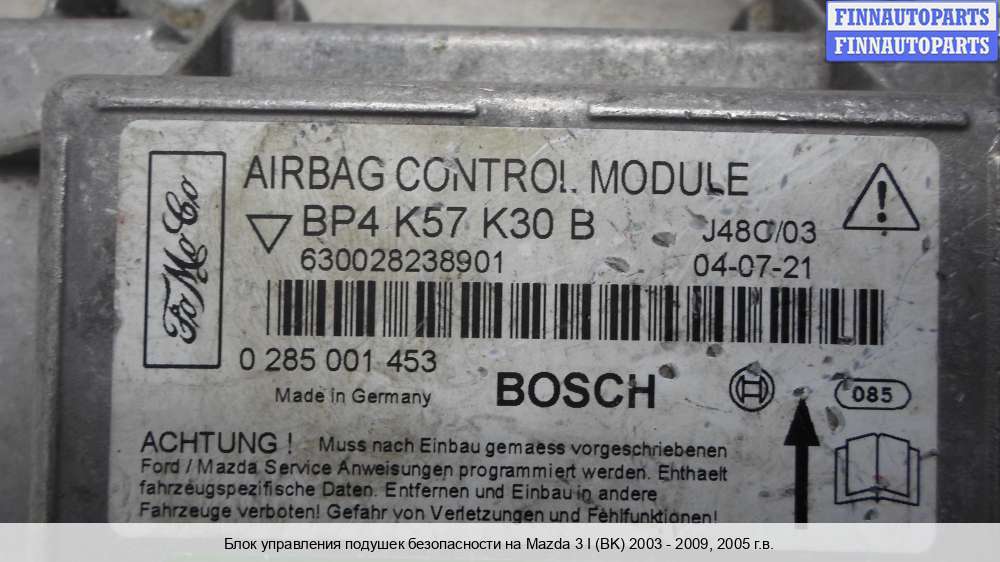 FINNAUTOPARTS
FINNAUTOPARTS
FoMoCo
AIRBAG CONTROL MODULE
BP4 K57 K30 B
J48C/03
630028238901
04-07-21
0 285 001 453
Made in Germany
BOSCH
085
ACHTUNG ! Muss nach Einbau gemaess vorgeschriebenen
Ford / Mazda Service Anweisungen programmiert werden. Enthaelt
fahrzeugspezifische Daten. Entfernen und Einbau in andere
Fahrzeuge verboten! Gefahr von Verletzungen und Fehlfunktionen!
Блок управления подушек безопасности на Mazda 3 I (BK) 2003 - 2009, 2005 г.в.